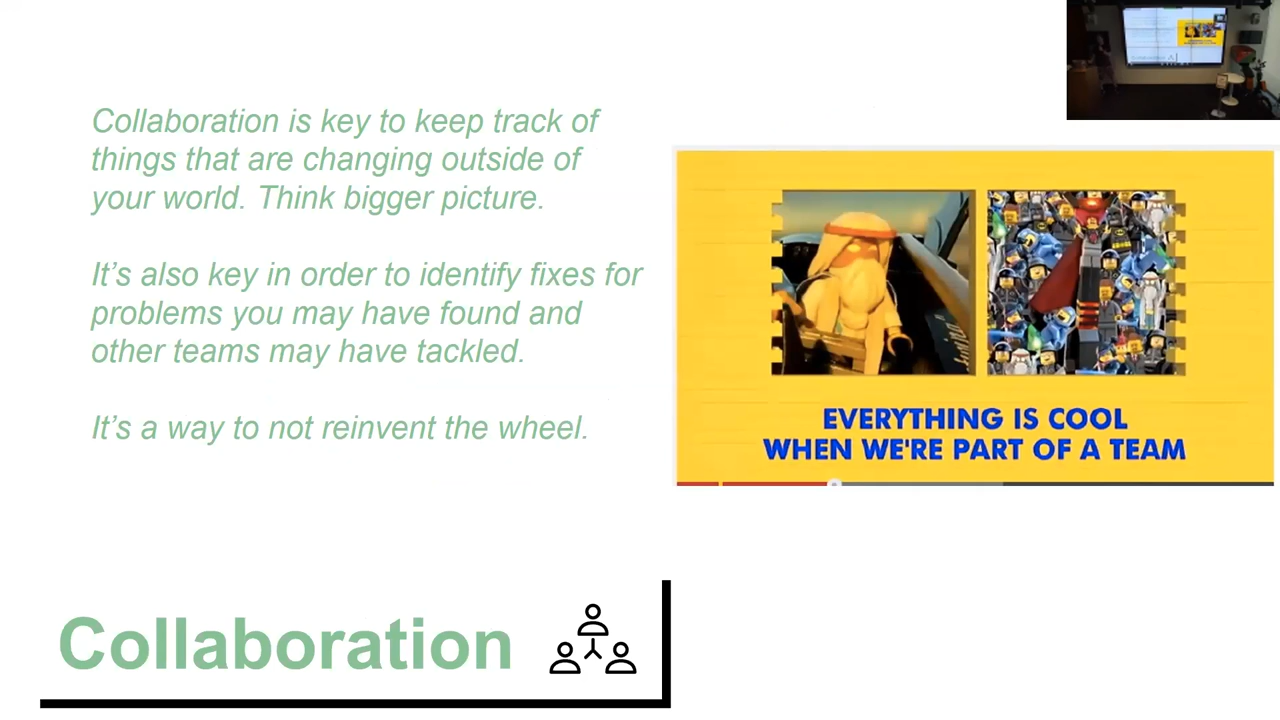 Collaboration is key to keep track of
things that are changing outside of
your world. Think bigger picture.
It's also key in order to identify fixes for
problems you may have found and
other teams may have tackled.
It's a way to not reinvent the wheel.
EVERYTHING IS COOL
WHEN WE'RE PART OF A TEAM
Collaboration